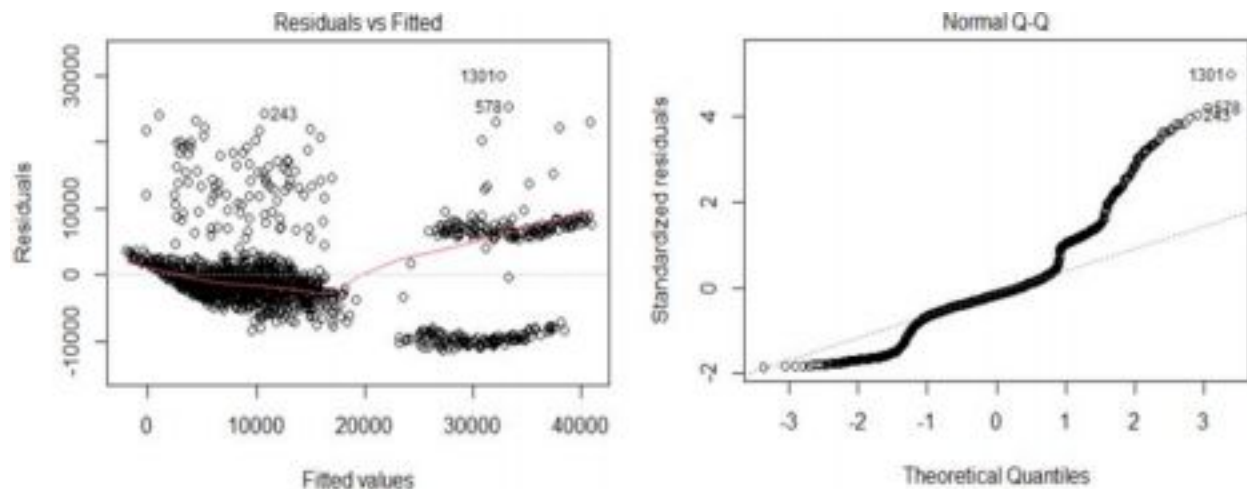 Residuals vs Fitted
Residuals
30000
10000
0
-10000
1301
578
243
0 10000 20000 30000 40000
Fitted values
Normal Q-Q
Standardized residuals
4
2
0
-2
1301
578
243
-3 -2 -1 0 1 2 3
Theoretical Quantiles